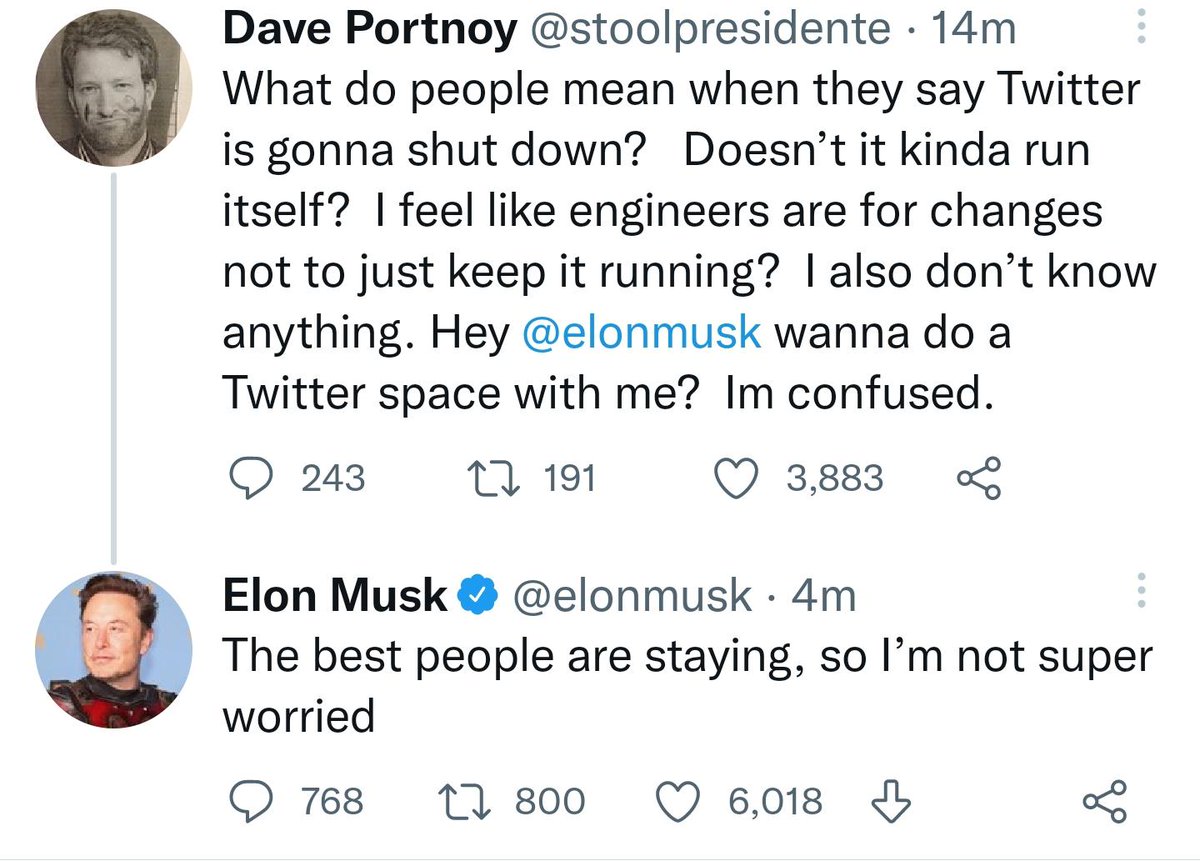 Dave Portnoy @stoolpresidente · 14m
What do people mean when they say Twitter
is gonna shut down?   Doesn’t it kinda run
itself?  I feel like engineers are for changes
not to just keep it running?  I also don’t know
anything. Hey @elonmusk wanna do a
Twitter space with me?  Im confused.
243 191 3,883
Elon Musk @elonmusk · 4m
The best people are staying, so I’m not super
worried
768 800 6,018